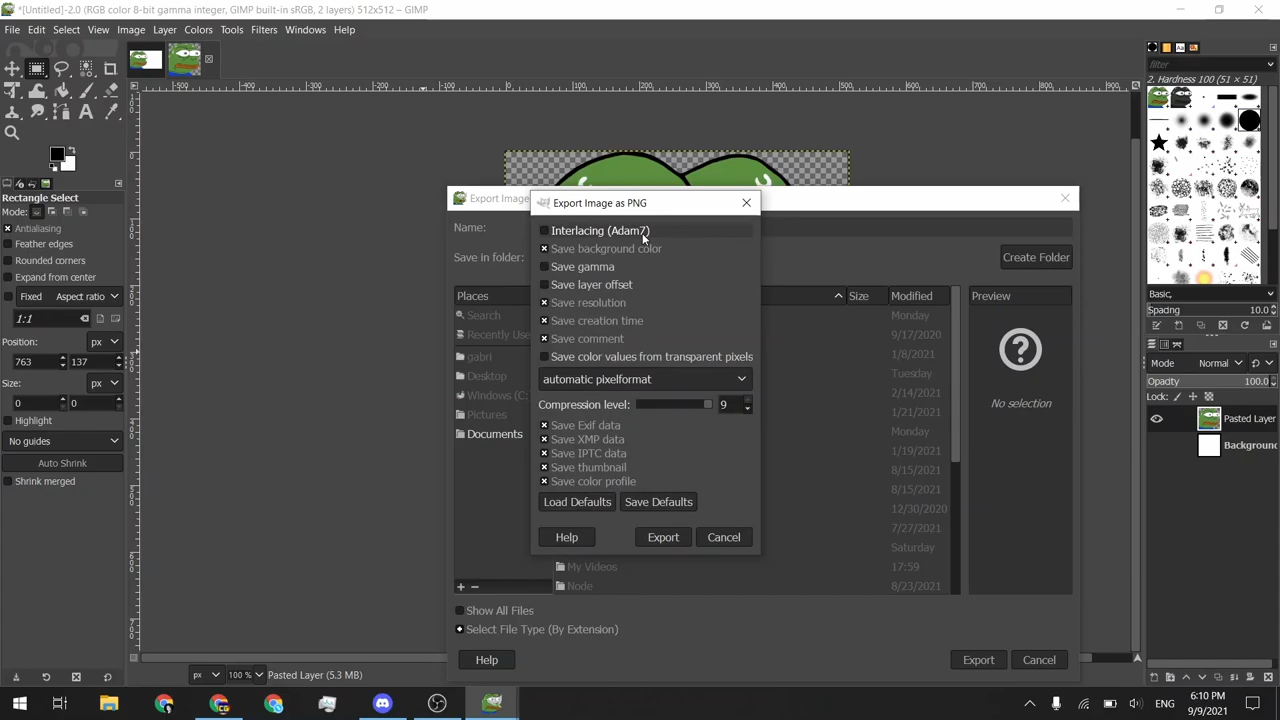 *[Untitled]-2.0 (RGB color 8-bit gamma integer, GIMP built-in sRGB, 2 layers) 512x512 – GIMP
File Edit Select View Image Layer Colors Tools Filters Windows Help
filter
2. Hardness 100 (51 × 51)
Rectangle Select
Mode:
Antialiasing
Feather edges
Rounded corners
Expand from center
Fixed Aspect ratio
1:1
Position: px
763 137
Size: px
0 0
Highlight
No guides
Auto Shrink
Shrink merged
Export Image
Name:
Save in folder:
Create Folder
Places
Search
Recently Use
gabri
Desktop
Windows (C:
Pictures
Documents
Size Modified
Monday
9/17/2020
1/8/2021
Tuesday
2/14/2021
1/21/2021
Monday
1/19/2021
8/15/2021
8/15/2021
12/30/2020
7/27/2021
Saturday
My Videos 17:59
Node 8/23/2021
Preview
No selection
Show All Files
Select File Type (By Extension)
Help Export Cancel
Export Image as PNG
Interlacing (Adam7)
Save background color
Save gamma
Save layer offset
Save resolution
Save creation time
Save comment
Save color values from transparent pixels
automatic pixelformat
Compression level: 9
Save Exif data
Save XMP data
Save IPTC data
Save thumbnail
Save color profile
Load Defaults Save Defaults
Help Export Cancel
Basic,
Spacing 10.0
Mode Normal
Opacity 100.0
Lock:
Pasted Layer
Background
px 100 % Pasted Layer (5.3 MB)
ENG
6:10 PM
9/9/2021